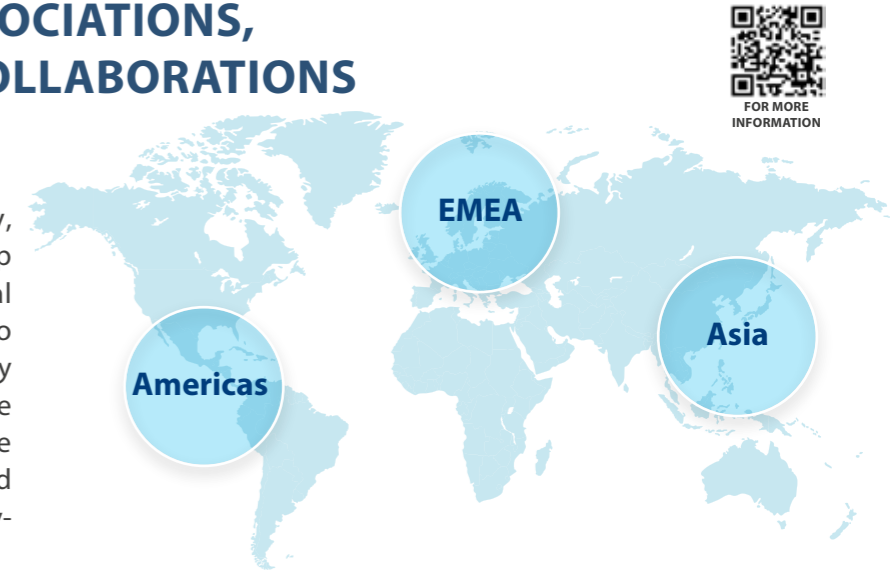 OCIATIONS,
OLLABORATIONS
FOR MORE
INFORMATION
EMEA
Asia
Americas